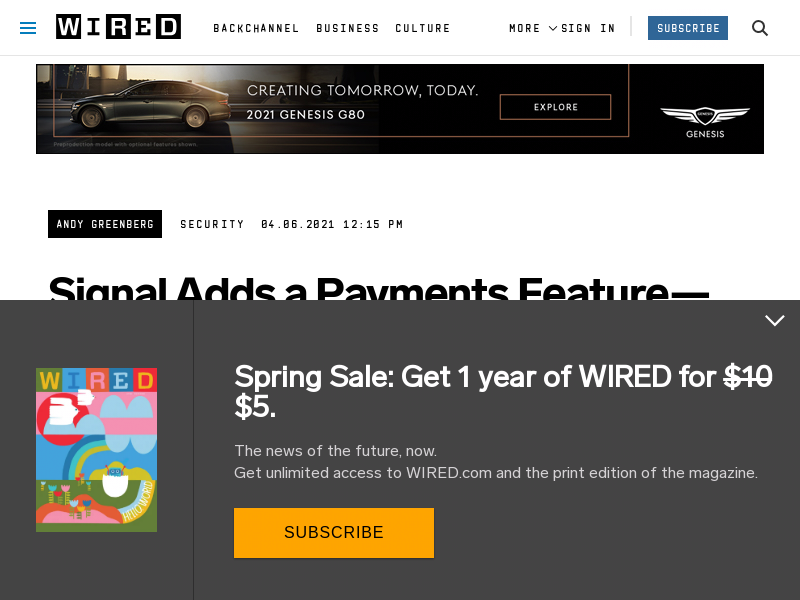 WIRED
BACKCHANNEL BUSINESS CULTURE MORE SIGN IN SUBSCRIBE
CREATING TOMORROW, TODAY.
2021 GENESIS G80
EXPLORE
GENESIS
GENESIS
Preproduction model with optional features shown.
ANDY GREENBERG SECURITY 04.06.2021 12:15 PM
Signal Adds a Payments Feature—
WIRED
HELLO WORLD
Spring Sale: Get 1 year of WIRED for $10
$5.
The news of the future, now.
Get unlimited access to WIRED.com and the print edition of the magazine.
SUBSCRIBE